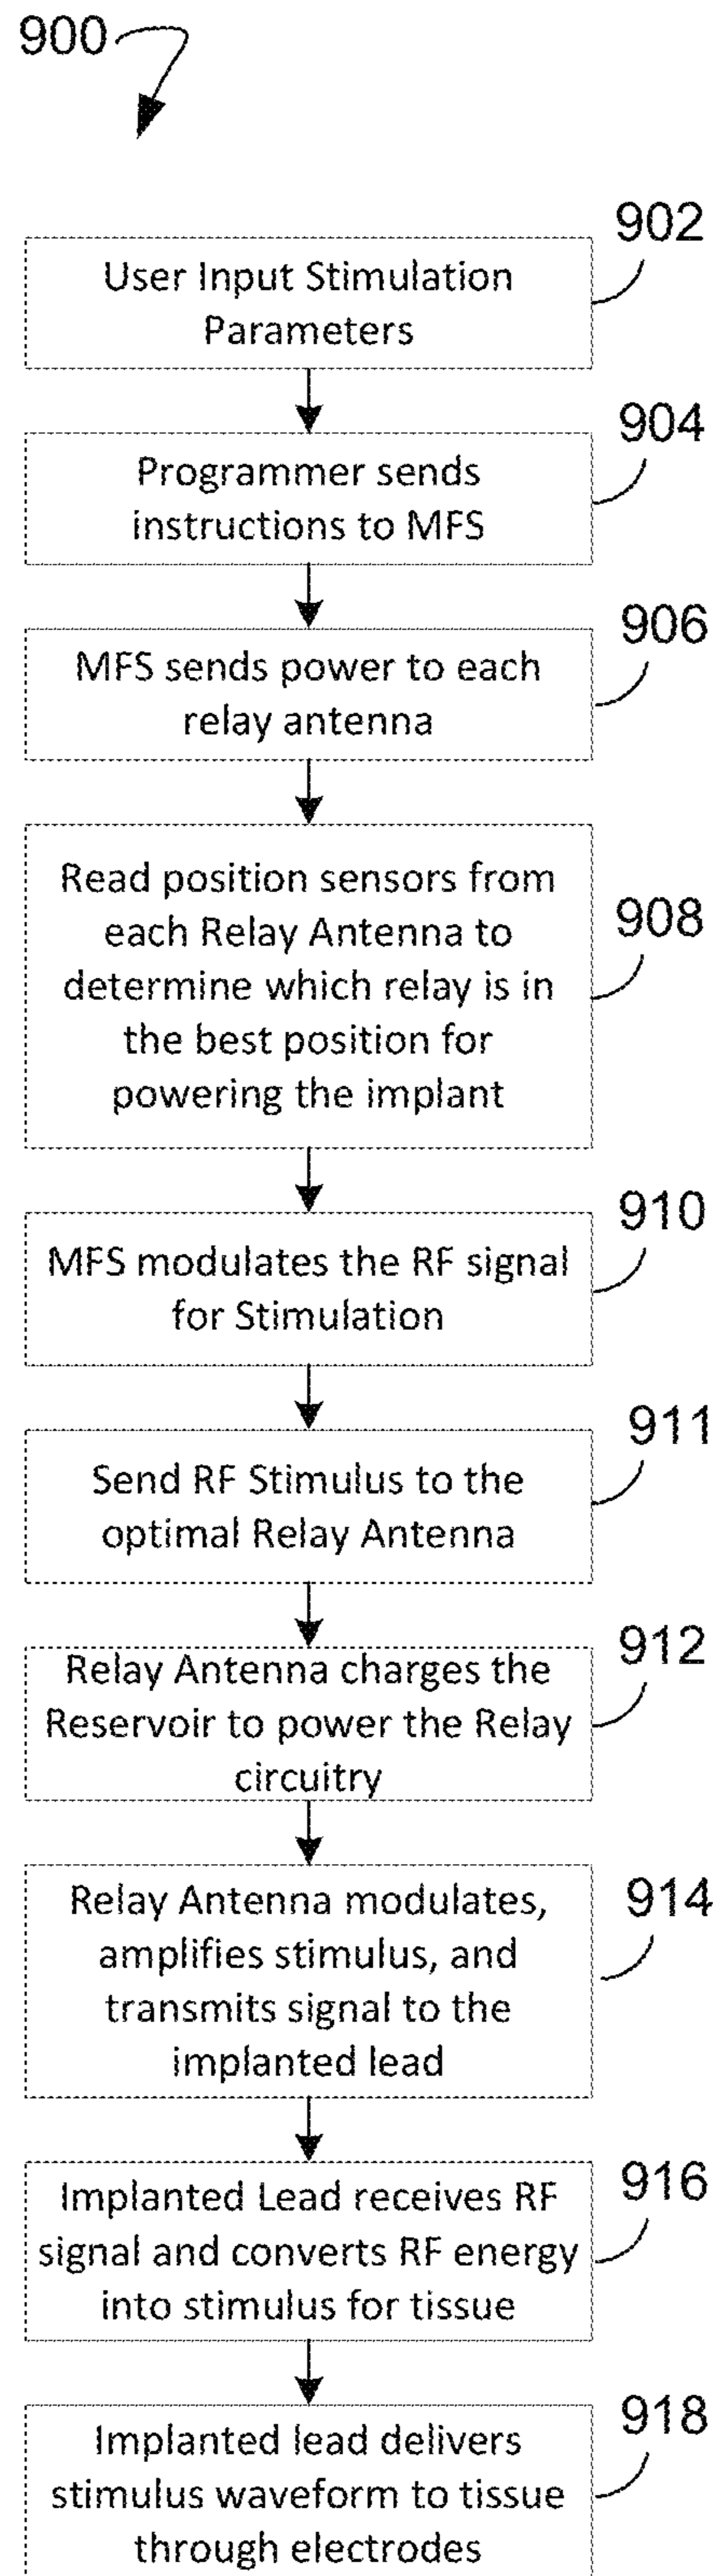 900
902
User Input Stimulation
Parameters
904
Programmer sends
instructions to MFS
906
MFS sends power to each
relay antenna
908
Read position sensors from
each Relay Antenna to
determine which relay is in
the best position for
powering the implant
910
MFS modulates the RF signal
for Stimulation
911
Send RF Stimulus to the
optimal Relay Antenna
912
Relay Antenna charges the
Reservoir to power the Relay
circuitry
914
Relay Antenna modulates,
amplifies stimulus, and
transmits signal to the
implanted lead
916
Implanted Lead receives RF
signal and converts RF energy
into stimulus for tissue
918
Implanted lead delivers
stimulus waveform to tissue
through electrodes